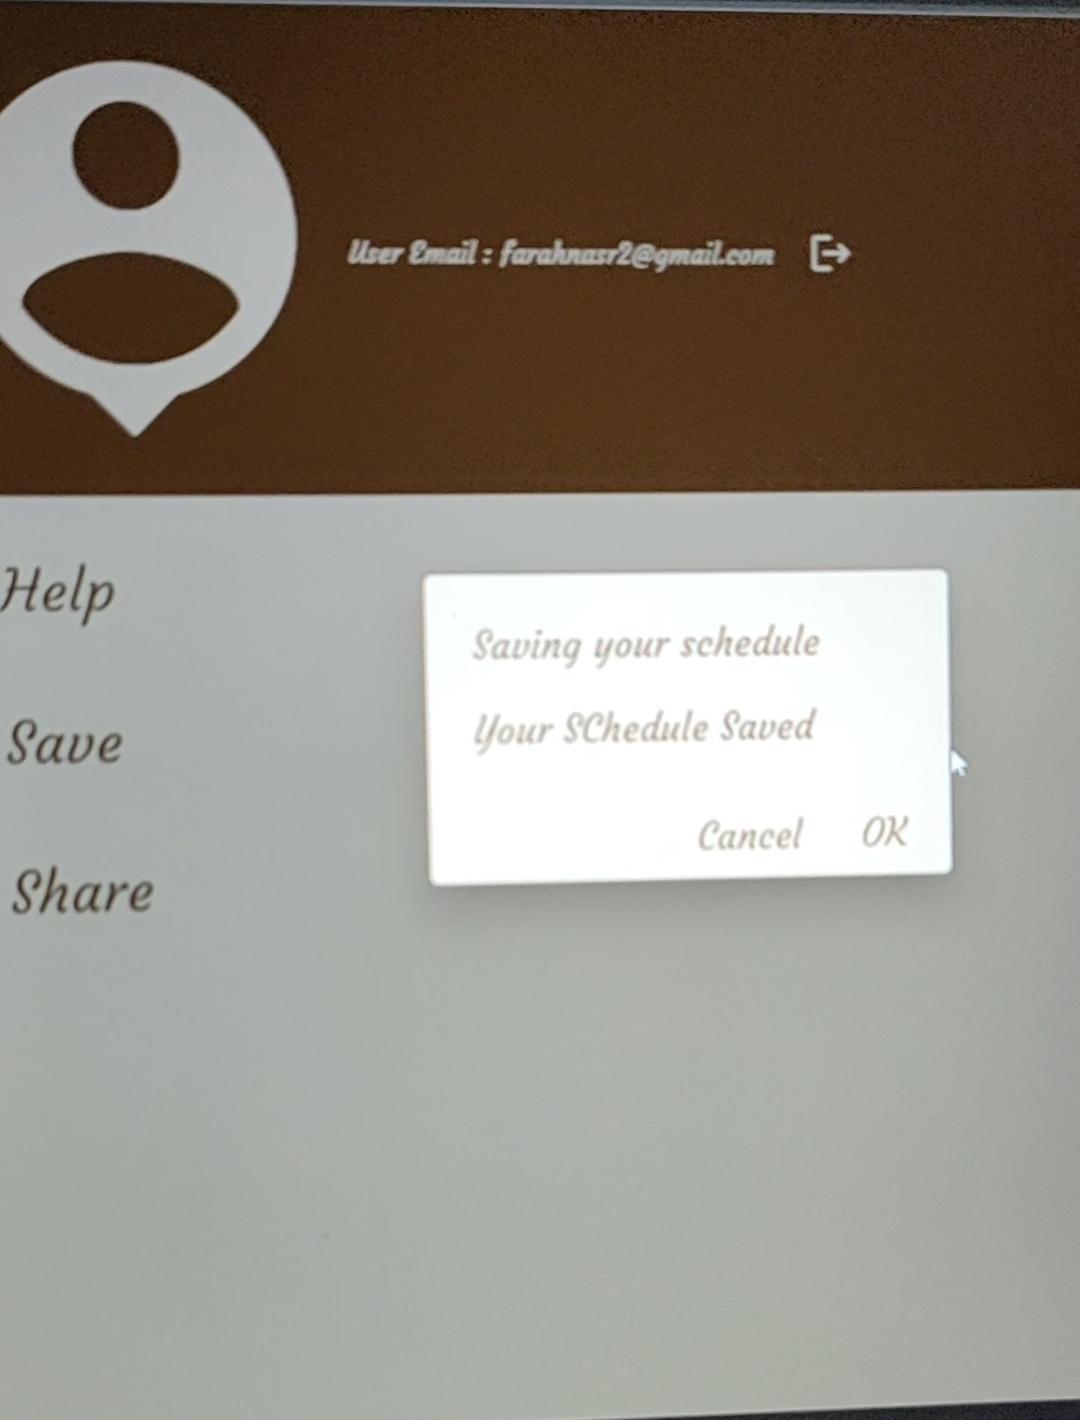 User Email : farahnasr2@gmail.com
Help
Save
Share
Saving your schedule
Your SChedule Saved
Cancel OK